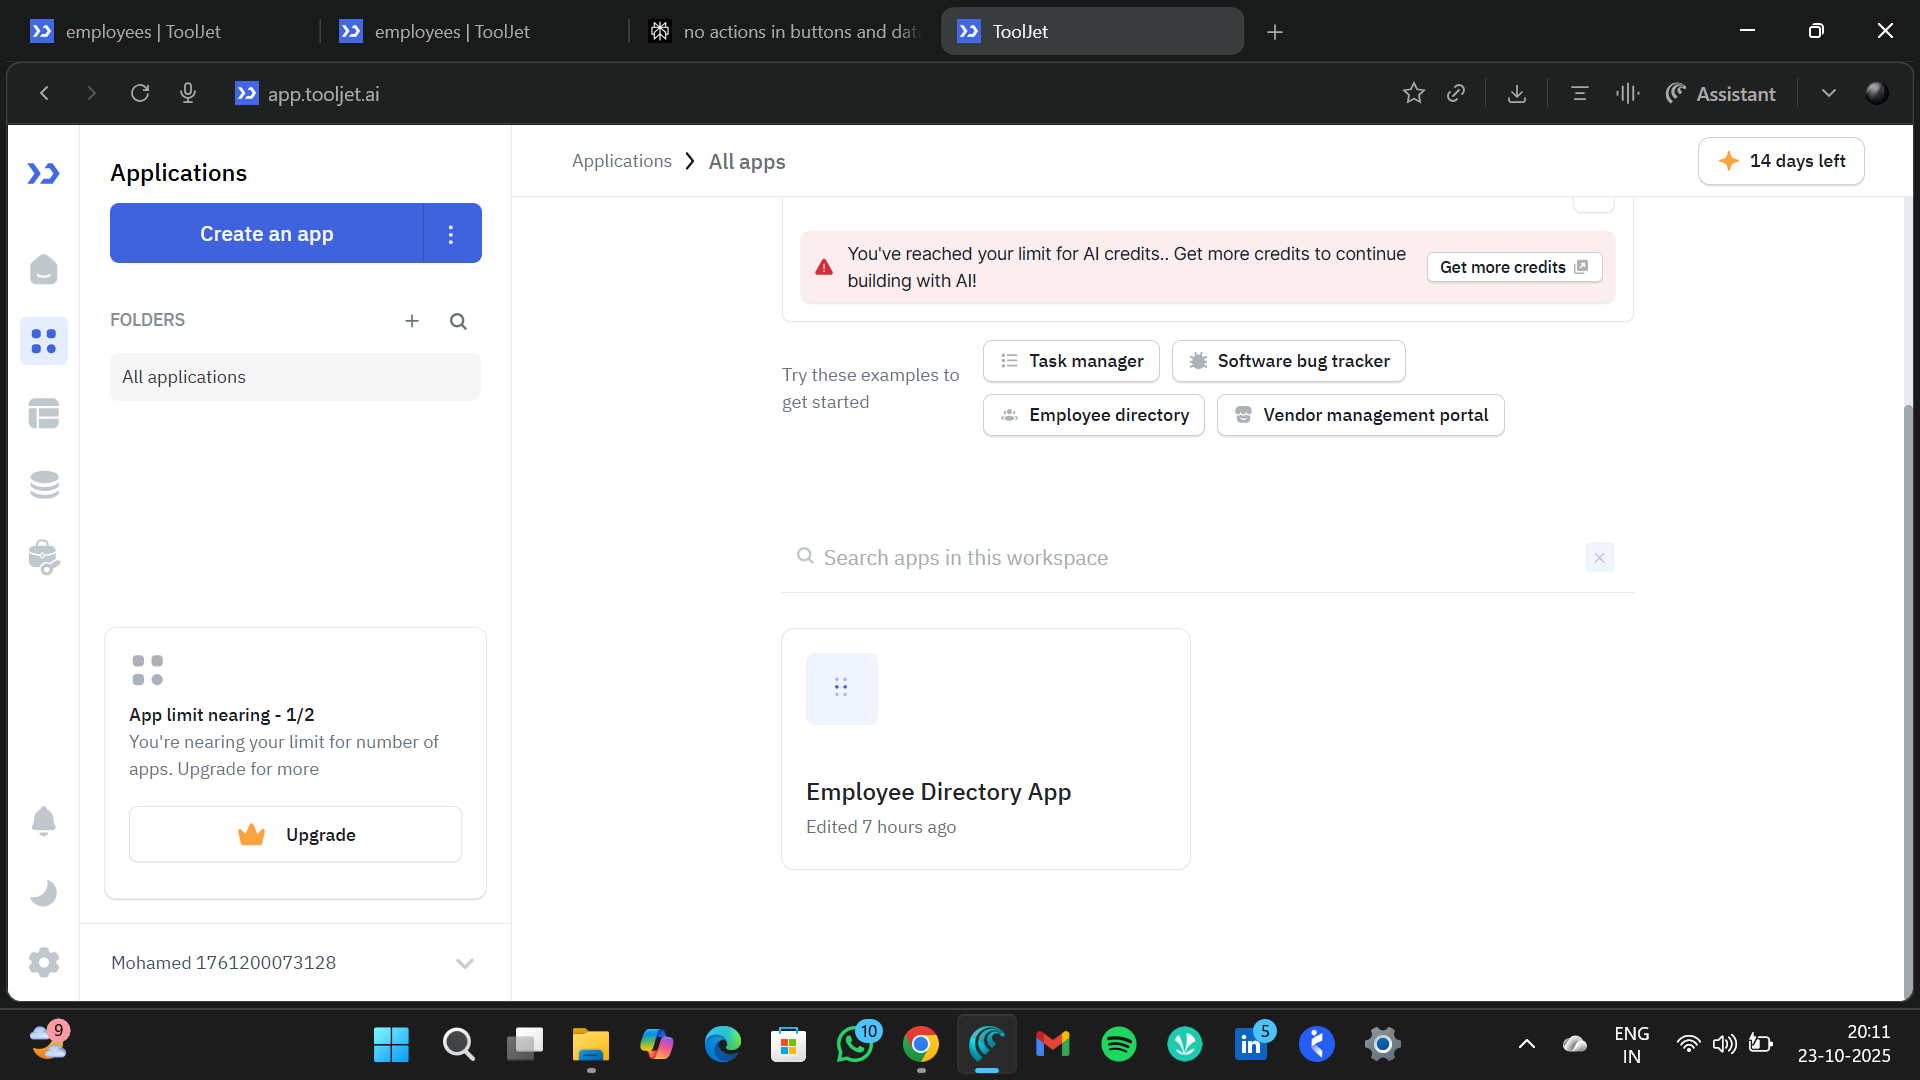 employees | ToolJet
employees | ToolJet
no actions in buttons and dat
ToolJet
app.tooljet.ai
Assistant
Applications
Create an app
FOLDERS
All applications
App limit nearing - 1/2
You're nearing your limit for number of
apps. Upgrade for more
Upgrade
Mohamed 1761200073128
Applications
All apps
14 days left
You've reached your limit for AI credits.. Get more credits to continue
building with AI!
Get more credits
Try these examples to
get started
Task manager
Software bug tracker
Employee directory
Vendor management portal
Search apps in this workspace
Employee Directory App
Edited 7 hours ago
9
10
in
5
ENG
IN
20:11
23-10-2025